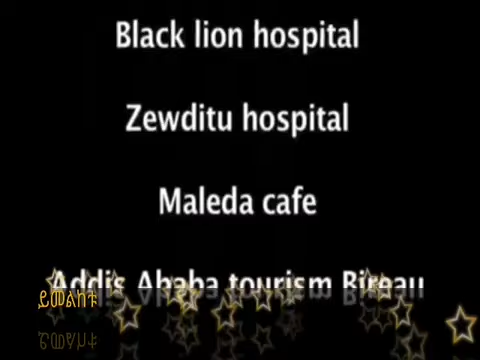 Black lion hospital
Zewditu hospital
Maleda cafe
Addis Ababa tourism Bireau
ይመልከቱ